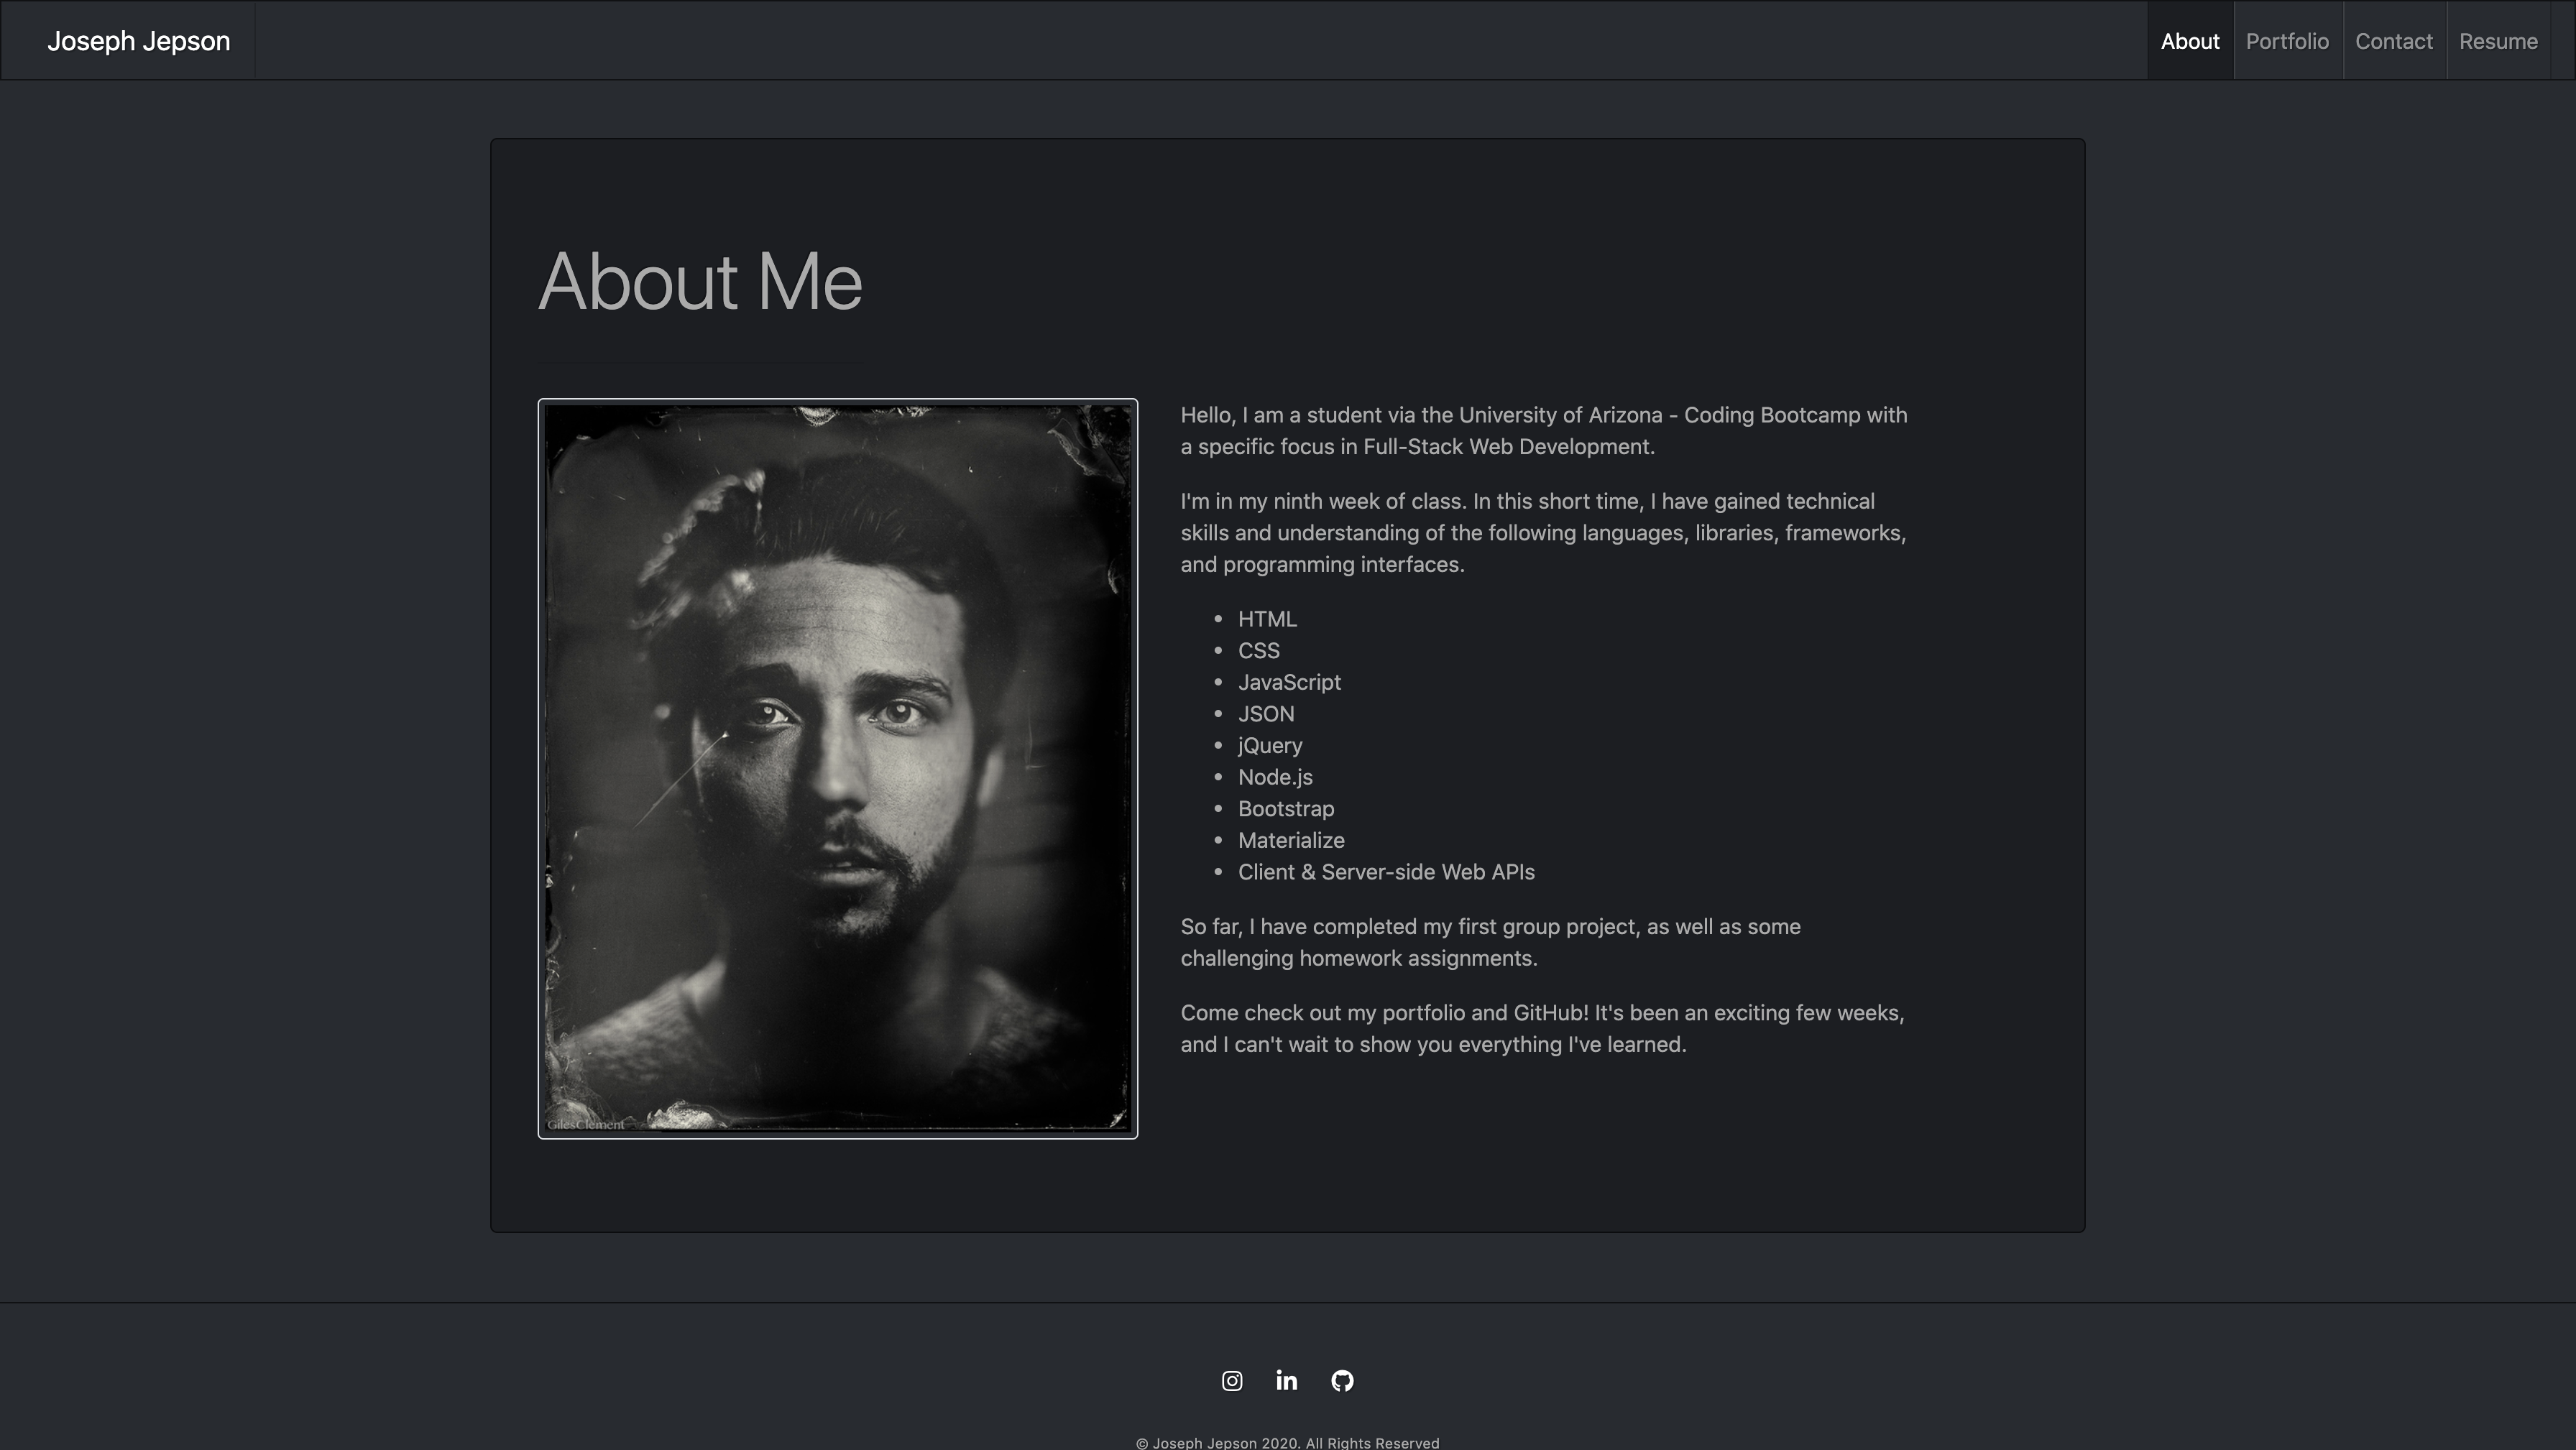 Joseph Jepson
About
Portfolio
Contact
Resume
About Me
Hello, I am a student via the University of Arizona - Coding Bootcamp with
a specific focus in Full-Stack Web Development.
I'm in my ninth week of class. In this short time, I have gained technical
skills and understanding of the following languages, libraries, frameworks,
and programming interfaces.
HTML
CSS
JavaScript
JSON
jQuery
Node.js
Bootstrap
Materialize
Client & Server-side Web APIs
So far, I have completed my first group project, as well as some
challenging homework assignments.
Come check out my portfolio and GitHub! It's been an exciting few weeks,
and I can't wait to show you everything I've learned.
GilesClement
in
© Joseph Jepson 2020. All Rights Reserved